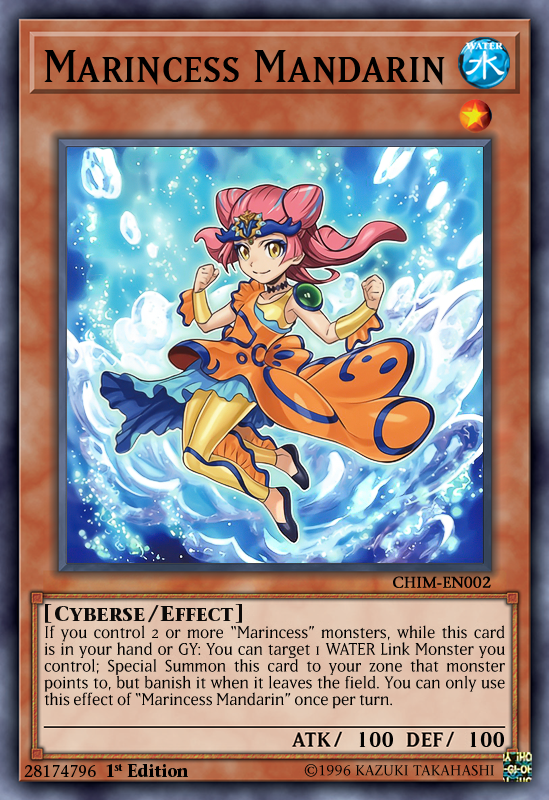 Marincess Mandarin
WATER
水
CHIM-EN002
[Cyberse/Effect]
If you control 2 or more "Marincess" monsters, while this card
is in your hand or GY: You can target 1 WATER Link Monster you
control; Special Summon this card to your zone that monster
points to, but banish it when it leaves the field. You can only use
this effect of "Marincess Mandarin" once per turn.
ATK/ 100 DEF/ 100
28174796 1st Edition ©1996 KAZUKI TAKAHASHI